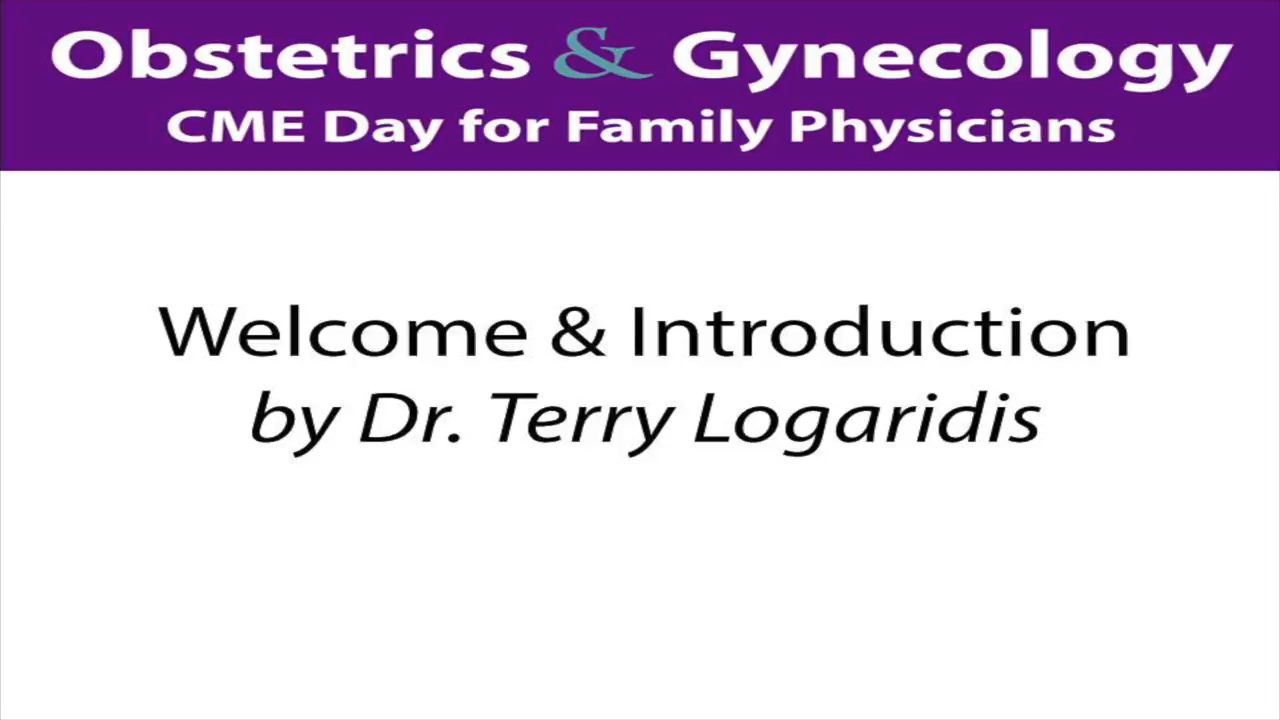 Obstetrics & Gynecology
CME Day for Family Physicians
Welcome & Introduction
by Dr. Terry Logaridis